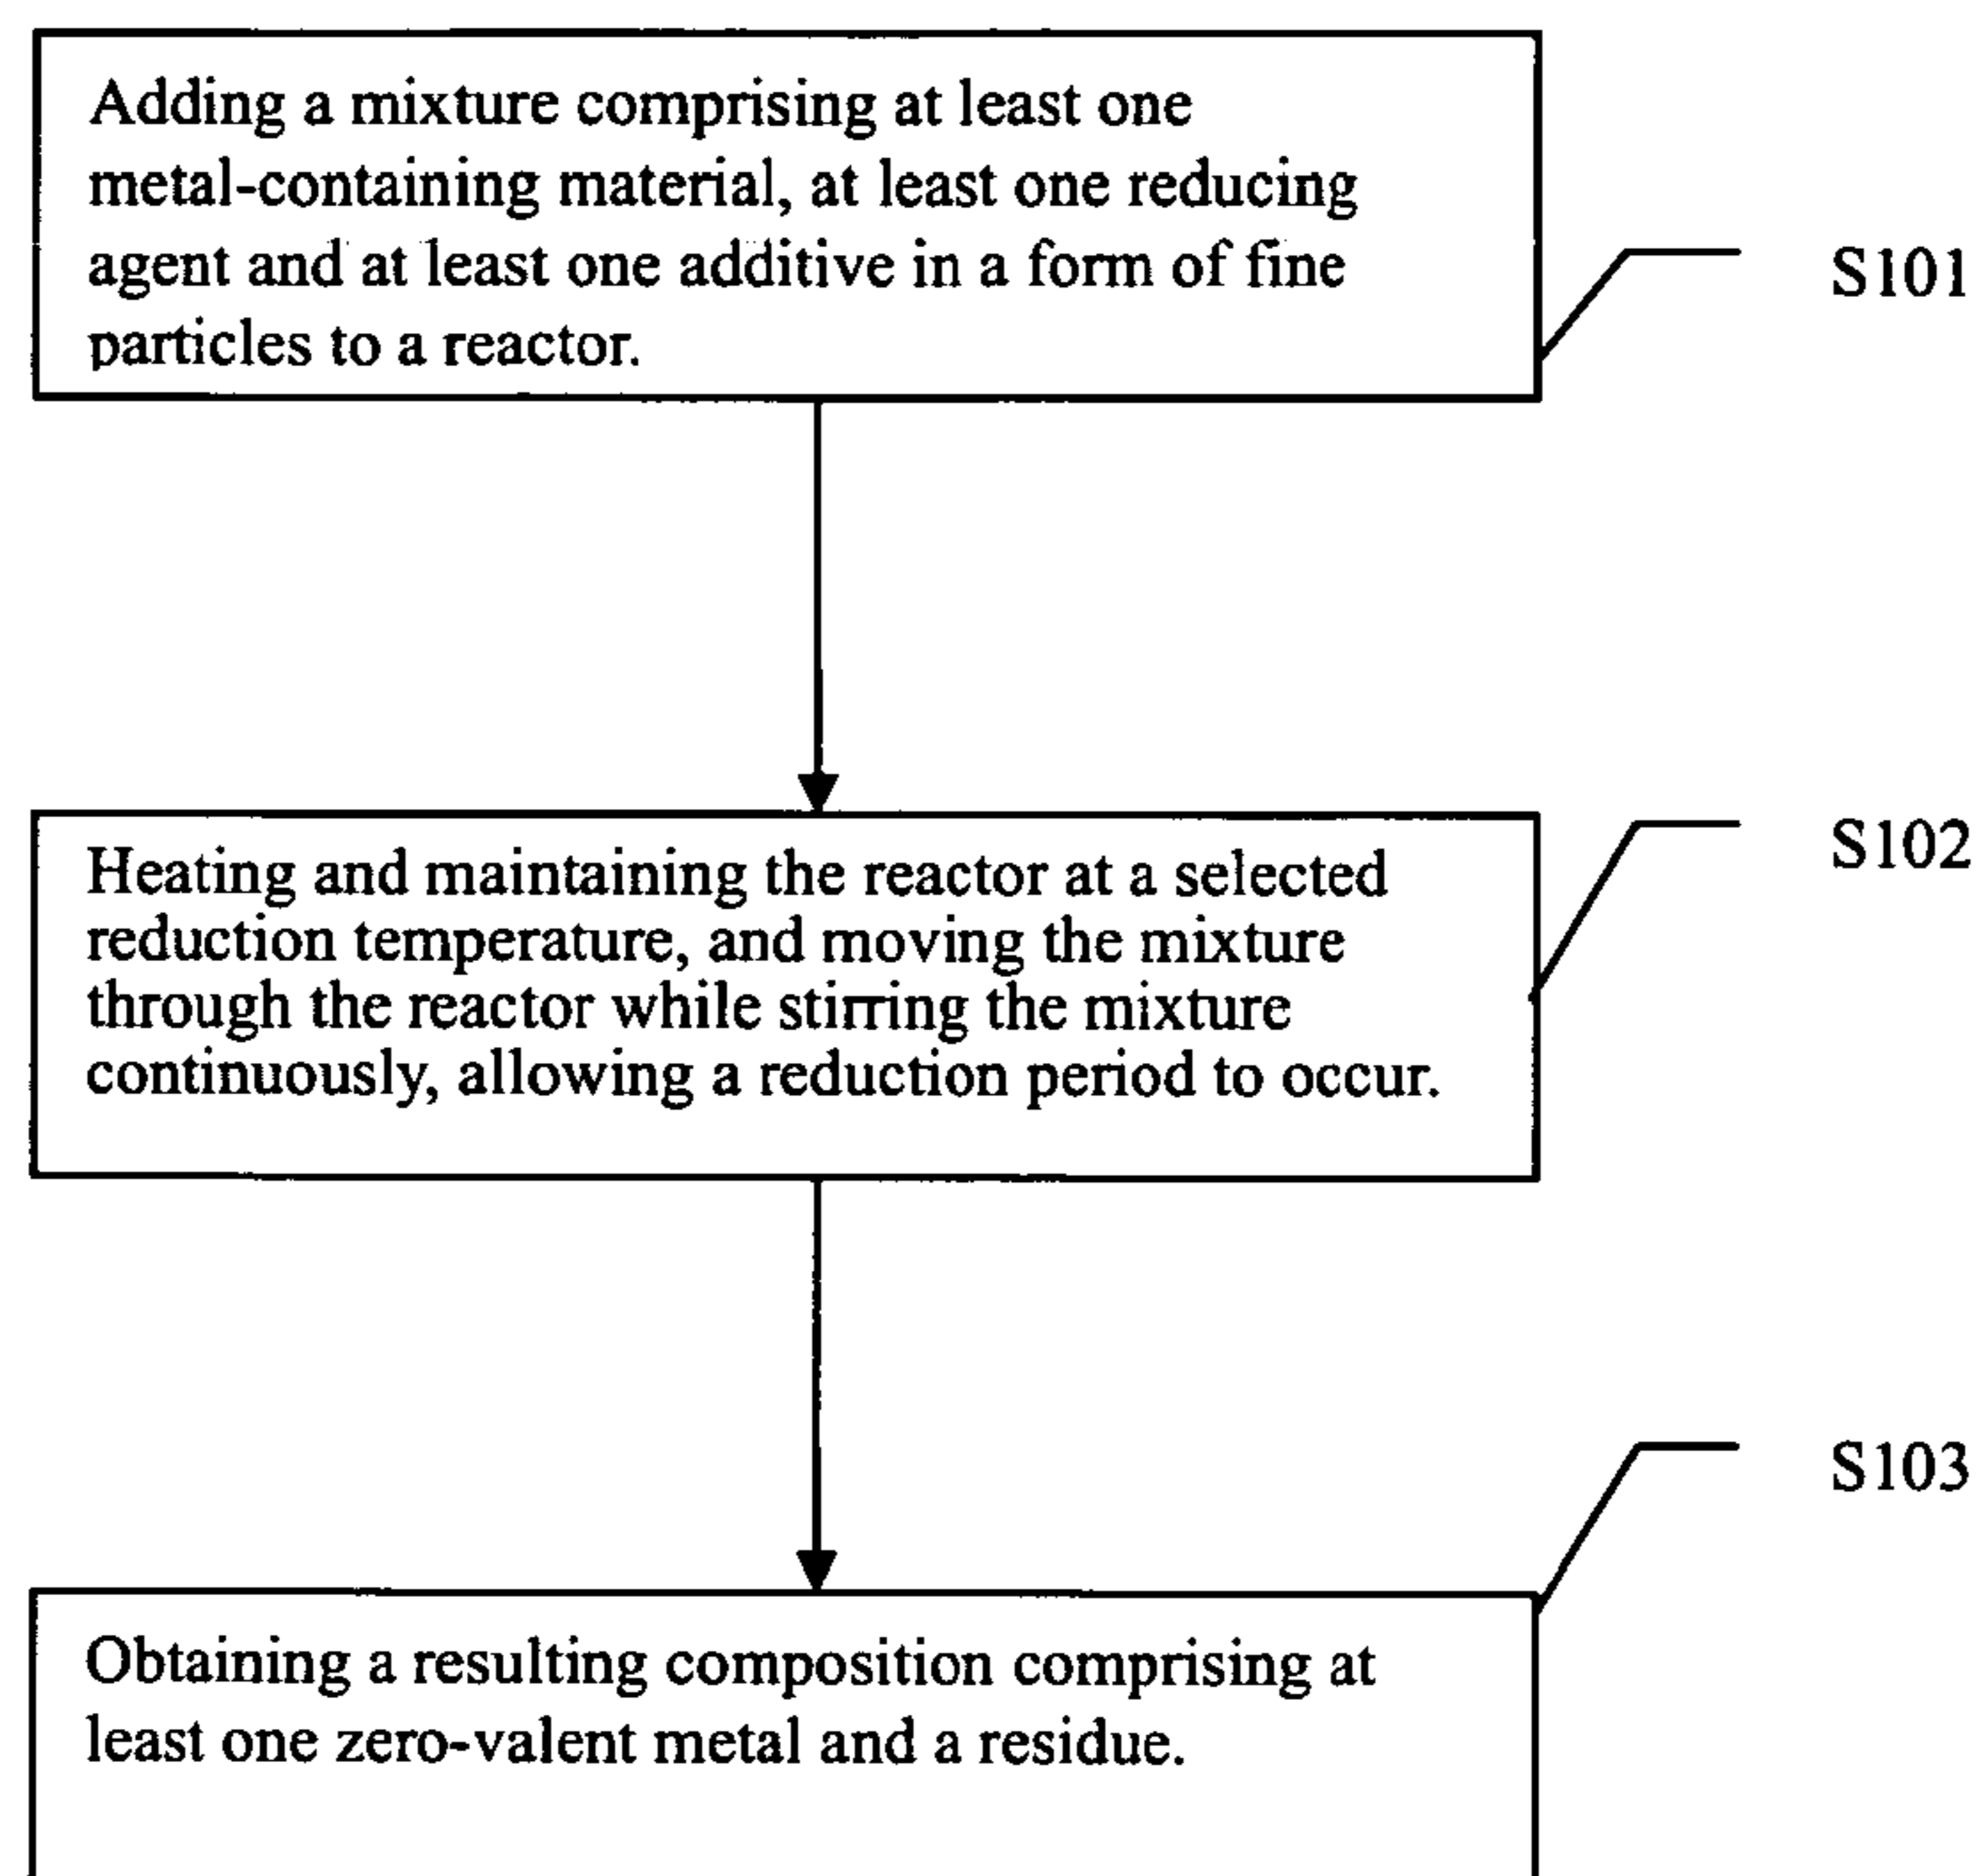 Adding a mixture comprising at least one
metal-containing material, at least one reducing
agent and at least one additive in a form of fine
particles to a reactor.
S101
Heating and maintaining the reactor at a selected
reduction temperature, and moving the mixture
through the reactor while stirring the mixture
continuously, allowing a reduction period to occur.
S102
Obtaining a resulting composition comprising at
least one zero-valent metal and a residue.
S103